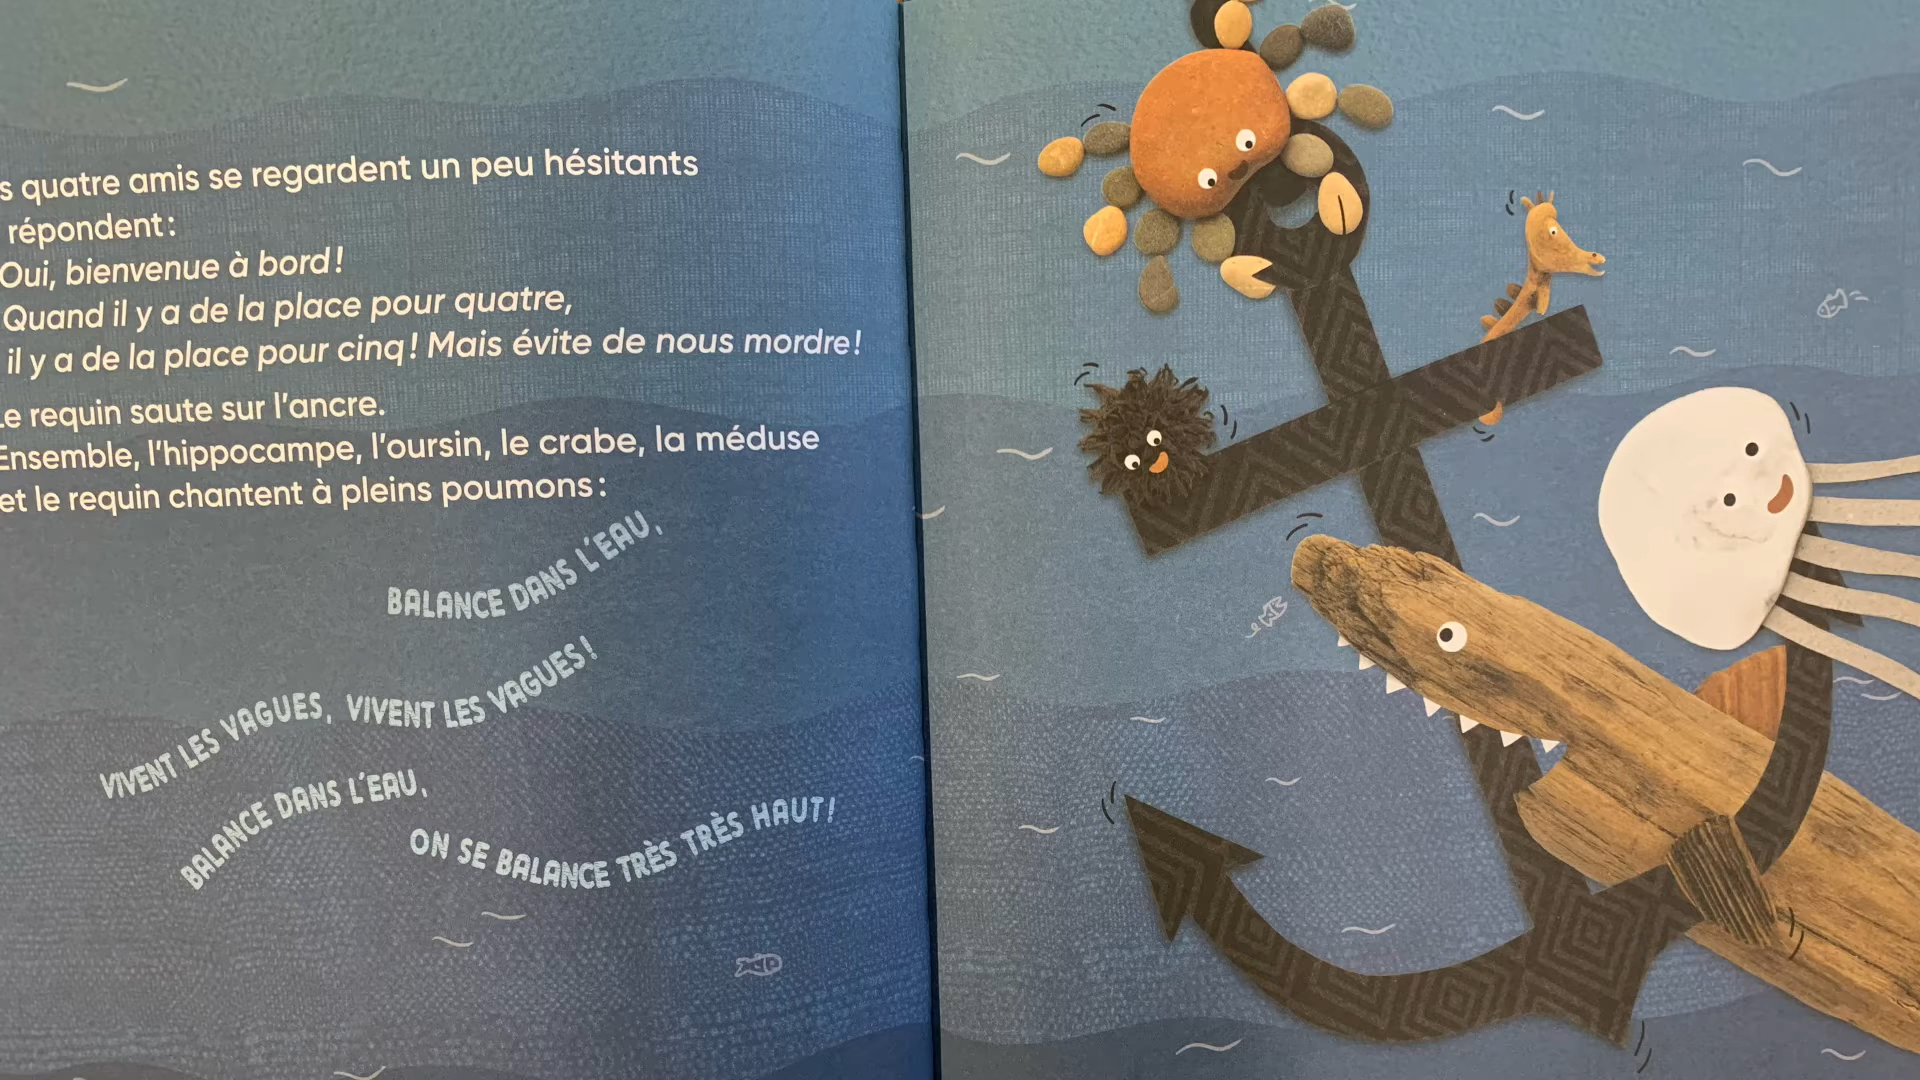 s quatre amis se regardent un peu hésitants
répondent :
Oui, bienvenue à bord !
Quand il y a de la place pour quatre,
il y a de la place pour cinq ! Mais évite de nous mordre !
Le requin saute sur l'ancre.
Ensemble, l'hippocampe, l'oursin, le crabe, la méduse
et le requin chantent à pleins poumons :
BALANCE DANS L'EAU,
VIVENT LES VAGUES, VIVENT LES VAGUES !
BALANCE DANS L'EAU,
ON SE BALANCE TRÈS TRÈS HAUT !